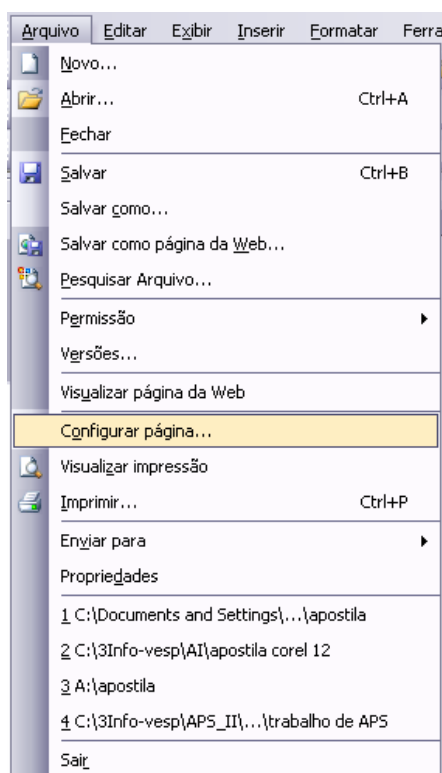 Arquivo Editar Exibir Inserir Formatar Ferra
Novo...
Abrir... Ctrl+A
Fechar
Salvar Ctrl+B
Salvar como...
Salvar como página da Web...
Pesquisar Arquivo...
Permissão
Versões...
Visualizar página da Web
Configurar página...
Visualizar impressão
Imprimir... Ctrl+P
Enviar para
Propriedades
1 C:\Documents and Settings\...\apostila
2 C:\3Info-vesp\AI\apostila corel 12
3 A:\apostila
4 C:\3Info-vesp\APS_II\...\trabalho de APS
Sair